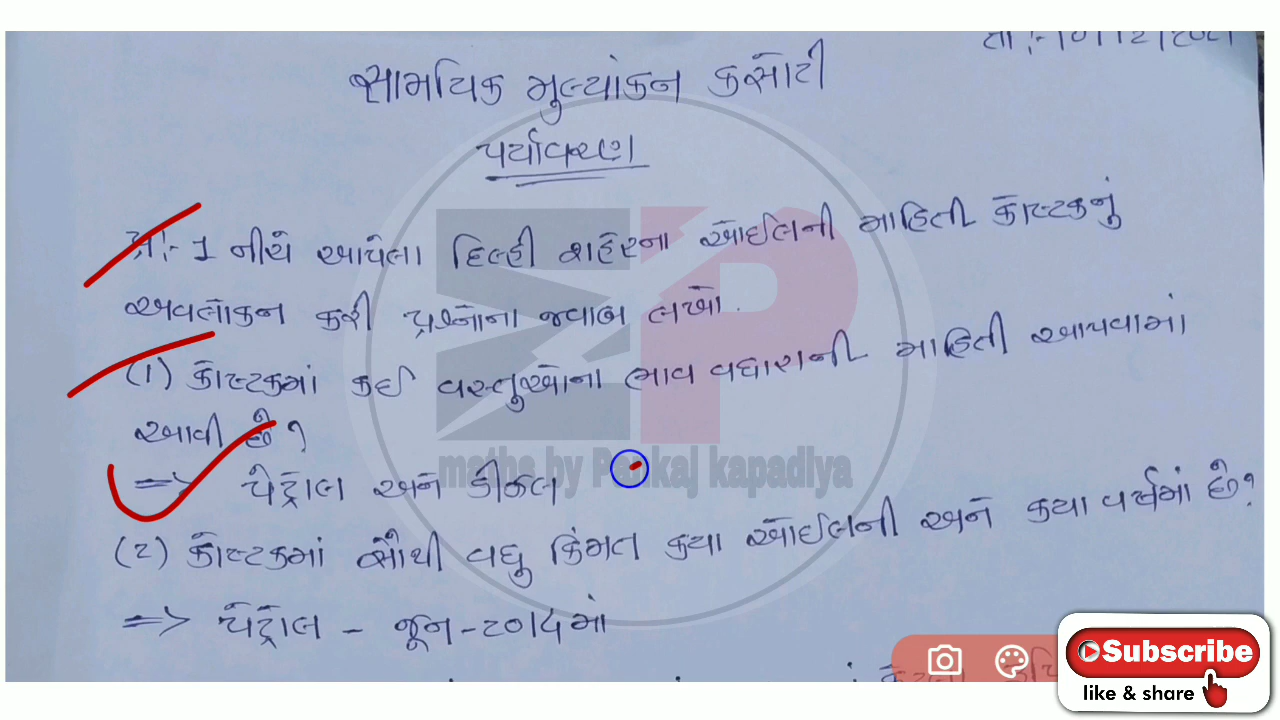 સામયિક મુલ્યાંકન કસોટી
પર્યાવરણ
પ્ર:-1 નીચે આપેલા દિલ્હી શહેરના ઓઈલની માહિતી કોષ્ટકનું
અવલોકન કરી પ્રશ્નોના જવાબ લખો.
(1) કોષ્ટકમાં કઈ વસ્તુઓના ભાવ વધારાની માહિતી આપવામાં
આવી છે?
=> પેટ્રોલ અને ડીઝલ
maths by Pankaj kapadiya
(૨) કોષ્ટકમાં સૌથી વધુ કિંમત કયા ઓઈલની અને કયા વર્ષમાં છે?
=> પેટ્રોલ - જૂન-૨૦૧૫માં
Subscribe
like & share